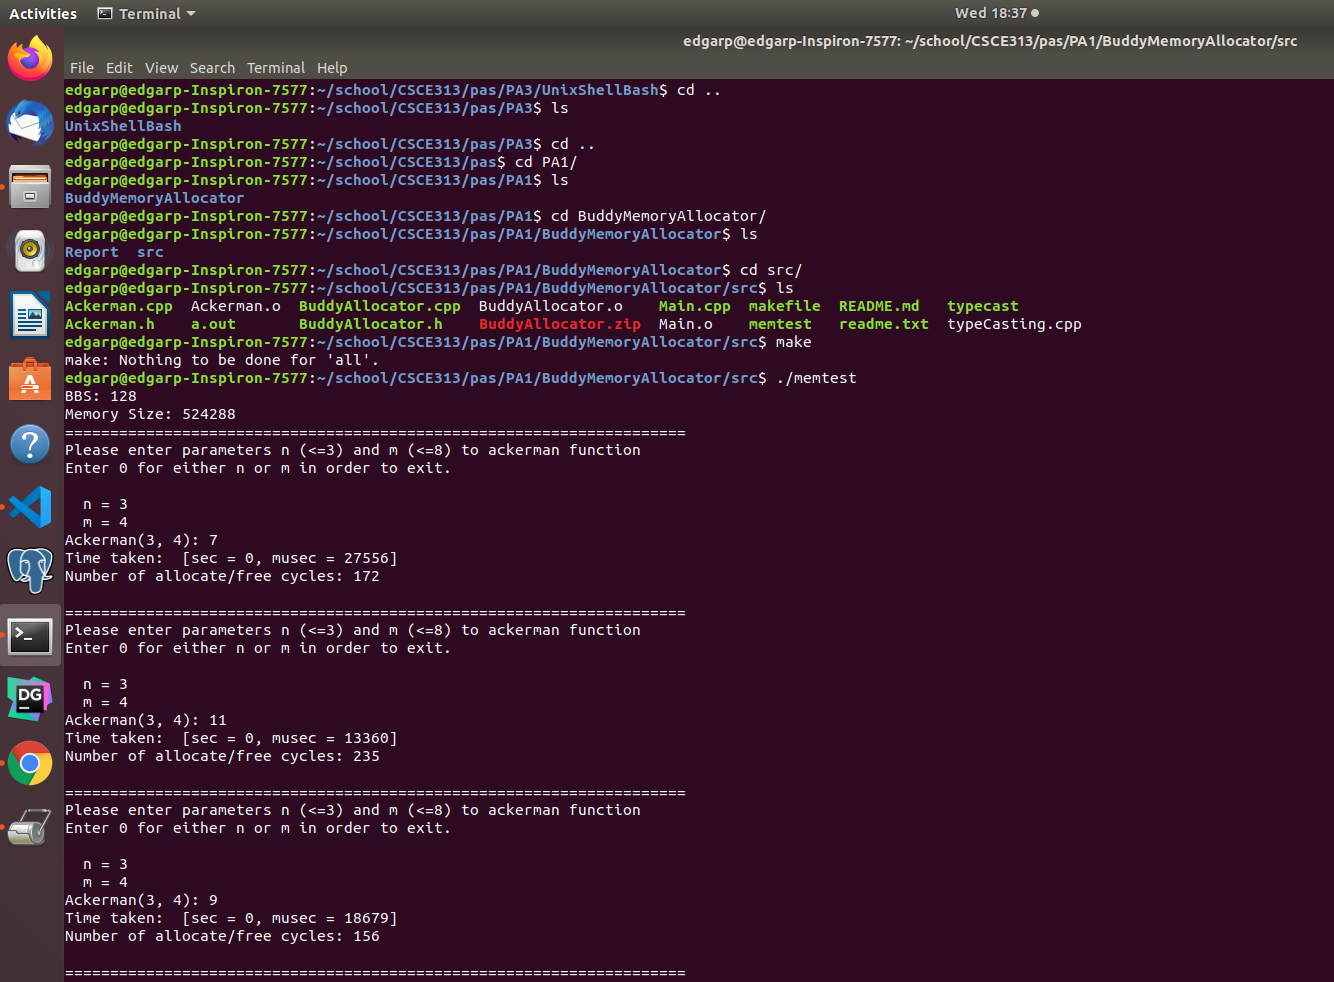 Activities Terminal Wed 18:37
edgarp@edgarp-Inspiron-7577: ~/school/CSCE313/pas/PA1/BuddyMemoryAllocator/src
File Edit View Search Terminal Help
edgarp@edgarp-Inspiron-7577:~/school/CSCE313/pas/PA3/UnixShellBash$ cd ..
edgarp@edgarp-Inspiron-7577:~/school/CSCE313/pas/PA3$ ls
UnixShellBash
edgarp@edgarp-Inspiron-7577:~/school/CSCE313/pas/PA3$ cd ..
edgarp@edgarp-Inspiron-7577:~/school/CSCE313/pas$ cd PA1/
edgarp@edgarp-Inspiron-7577:~/school/CSCE313/pas/PA1$ ls
BuddyMemoryAllocator
edgarp@edgarp-Inspiron-7577:~/school/CSCE313/pas/PA1$ cd BuddyMemoryAllocator/
edgarp@edgarp-Inspiron-7577:~/school/CSCE313/pas/PA1/BuddyMemoryAllocator$ ls
Report src
edgarp@edgarp-Inspiron-7577:~/school/CSCE313/pas/PA1/BuddyMemoryAllocator$ cd src/
edgarp@edgarp-Inspiron-7577:~/school/CSCE313/pas/PA1/BuddyMemoryAllocator/src$ ls
Ackerman.cpp Ackerman.o BuddyAllocator.cpp BuddyAllocator.o Main.cpp makefile README.md typecast
Ackerman.h a.out BuddyAllocator.h BuddyAllocator.zip Main.o memtest readme.txt typeCasting.cpp
edgarp@edgarp-Inspiron-7577:~/school/CSCE313/pas/PA1/BuddyMemoryAllocator/src$ make
make: Nothing to be done for 'all'.
edgarp@edgarp-Inspiron-7577:~/school/CSCE313/pas/PA1/BuddyMemoryAllocator/src$ ./memtest
BBS: 128
Memory Size: 524288
=====================================================================
Please enter parameters n (<=3) and m (<=8) to ackerman function
Enter 0 for either n or m in order to exit.
n = 3
m = 4
Ackerman(3, 4): 7
Time taken: [sec = 0, musec = 27556]
Number of allocate/free cycles: 172
=====================================================================
Please enter parameters n (<=3) and m (<=8) to ackerman function
Enter 0 for either n or m in order to exit.
n = 3
m = 4
Ackerman(3, 4): 11
Time taken: [sec = 0, musec = 13360]
Number of allocate/free cycles: 235
=====================================================================
Please enter parameters n (<=3) and m (<=8) to ackerman function
Enter 0 for either n or m in order to exit.
n = 3
m = 4
Ackerman(3, 4): 9
Time taken: [sec = 0, musec = 18679]
Number of allocate/free cycles: 156
=====================================================================
DG